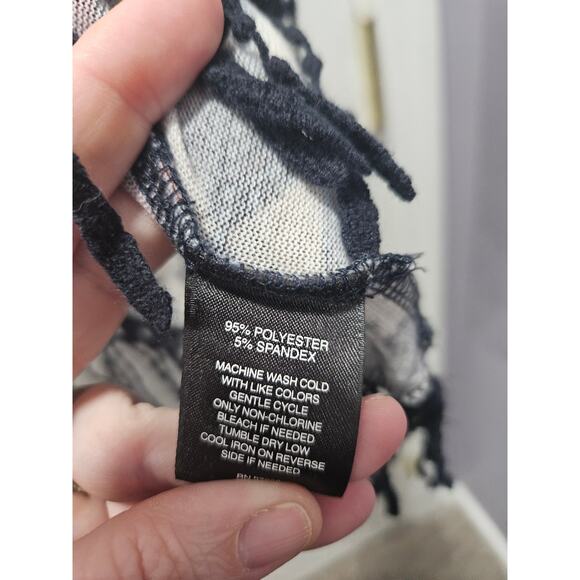 95% POLYESTER
5% SPANDEX
MACHINE WASH COLD
WITH LIKE COLORS
GENTLE CYCLE
ONLY NON-CHLORINE
BLEACH IF NEEDED
TUMBLE DRY LOW
COOL IRON ON REVERSE
SIDE IF NEEDED